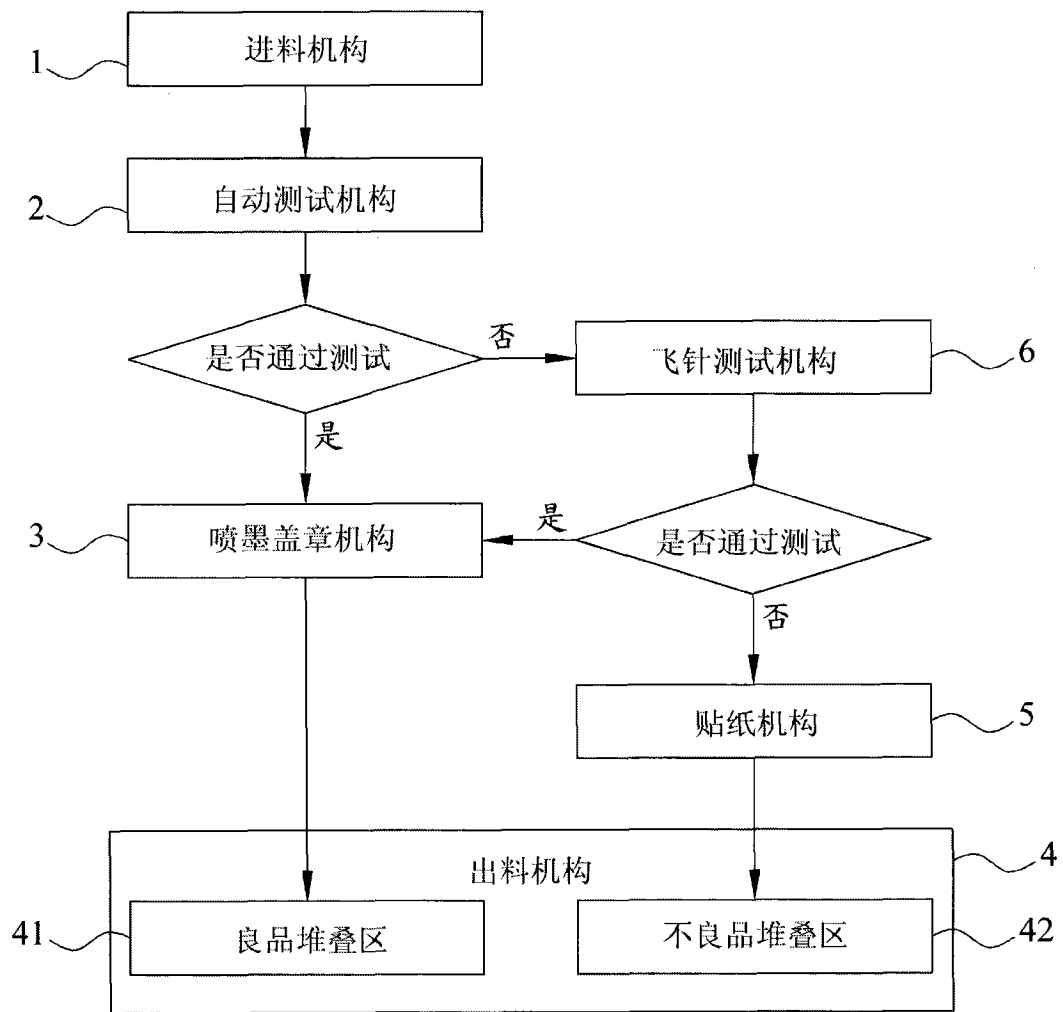 进料机构
1
自动测试机构
2
是否通过测试
否
飞针测试机构
6
是
喷墨盖章机构
3
是
是否通过测试
否
贴纸机构
5
出料机构
4
良品堆叠区
41
不良品堆叠区
42